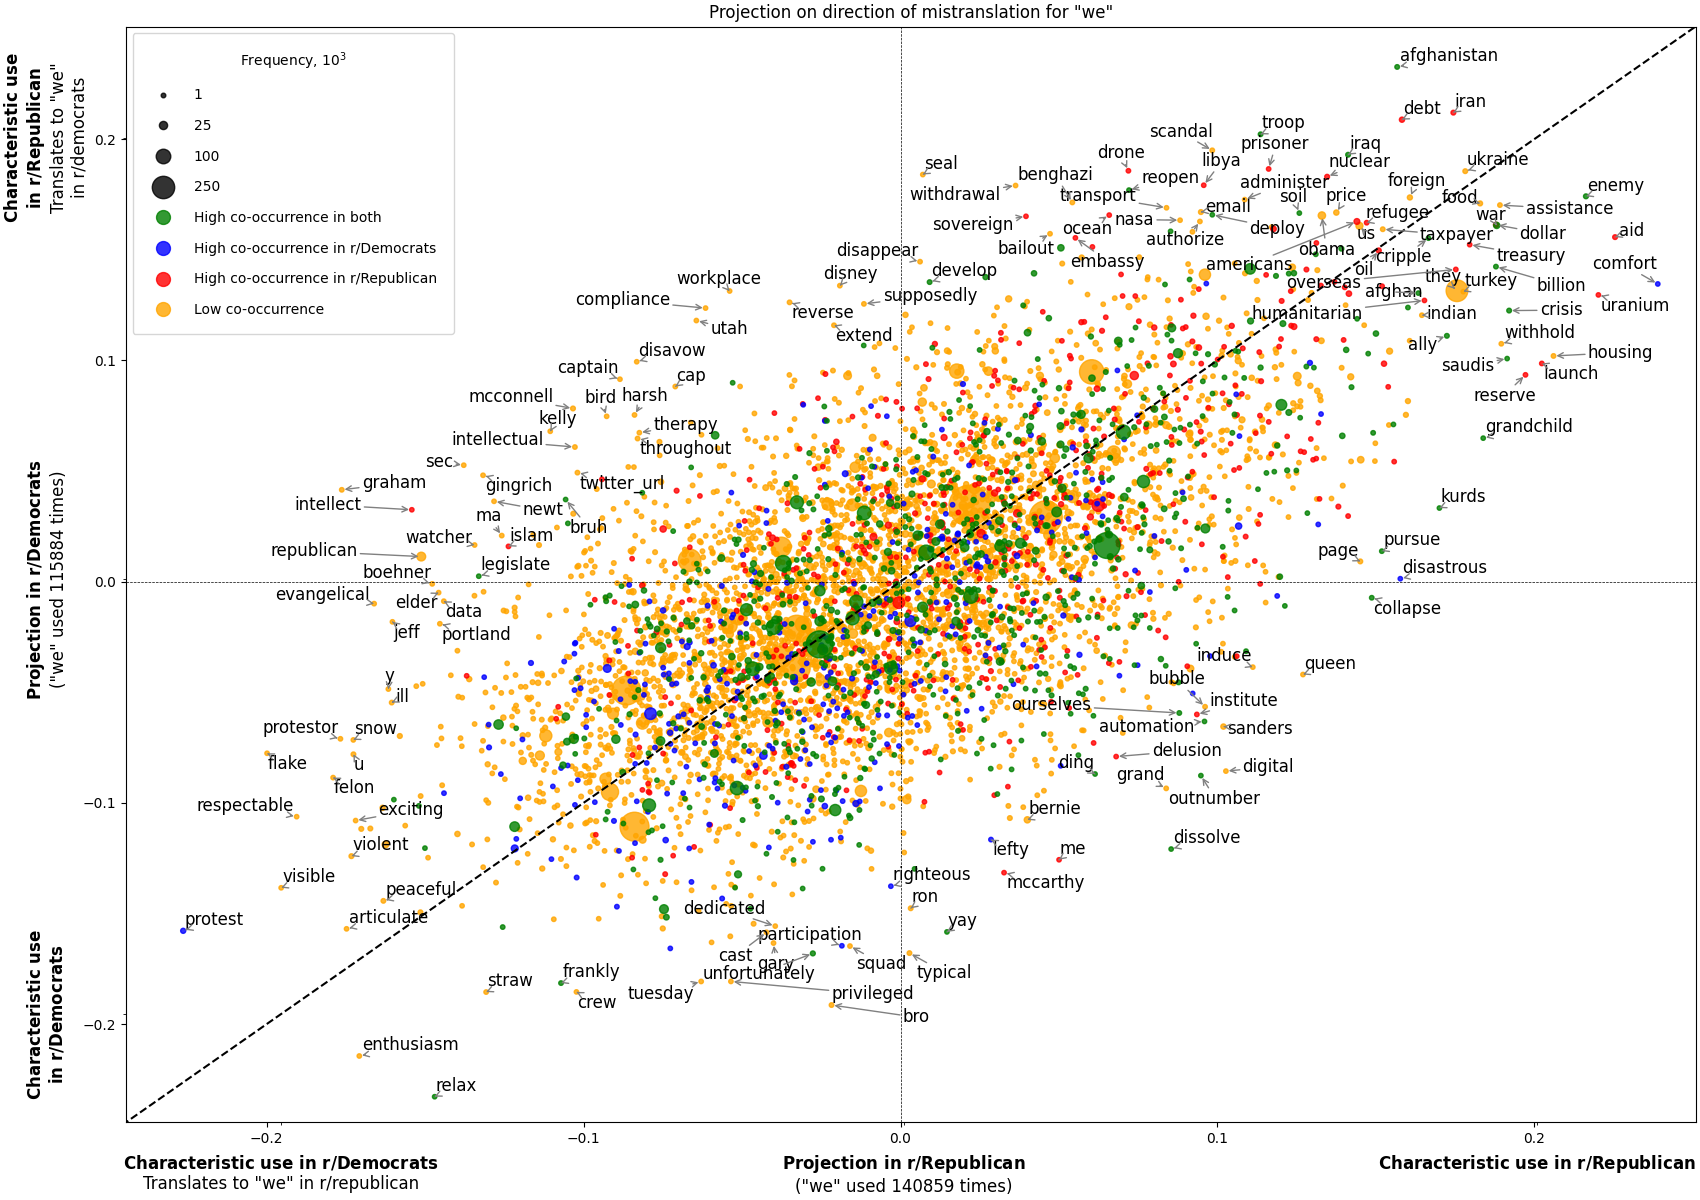 Projection on direction of mistranslation for "we"
Characteristic use
in r/Republican
Translates to "we"
in r/democrats
Projection in r/Democrats
("we" used 115884 times)
Characteristic use
in r/Democrats
Frequency, 10³
1
25
100
250
High co-occurrence in both
High co-occurrence in r/Democrats
High co-occurrence in r/Republican
Low co-occurrence
0.2
0.1
0.0
−0.1
−0.2
afghanistan
debt
iran
troop
scandal
prisoner
iraq
drone
libya
nuclear
seal
benghazi
reopen
administer
foreign
ukraine
withdrawal
transport
email
soil
price
food
enemy
sovereign
nasa
refugee
war
assistance
ocean
authorize
deploy
us
taxpayer
dollar
aid
disappear
bailout
embassy
americans
obama
cripple
treasury
comfort
workplace
disney
develop
oil
they
turkey
billion
compliance
supposedly
overseas
afghan
uranium
reverse
humanitarian
indian
crisis
utah
extend
ally
withhold
disavow
saudis
housing
captain
cap
launch
mcconnell
bird
harsh
reserve
kelly
therapy
grandchild
intellectual
throughout
sec
graham
gingrich
twitter_url
kurds
intellect
newt
ma
bruh
watcher
islam
pursue
republican
page
boehner
legislate
disastrous
evangelical
elder
data
collapse
jeff
portland
induce
queen
y
bubble
ill
ourselves
institute
protestor
snow
automation
sanders
flake
u
delusion
ding
digital
felon
grand
outnumber
respectable
exciting
bernie
violent
lefty
me
dissolve
visible
peaceful
righteous
mccarthy
protest
articulate
dedicated
ron
yay
participation
cast
gary
squad
straw
frankly
unfortunately
typical
tuesday
crew
privileged
bro
enthusiasm
relax
−0.2
−0.1
0.0
0.1
0.2
Characteristic use in r/Democrats
Translates to "we" in r/republican
Projection in r/Republican
("we" used 140859 times)
Characteristic use in r/Republican